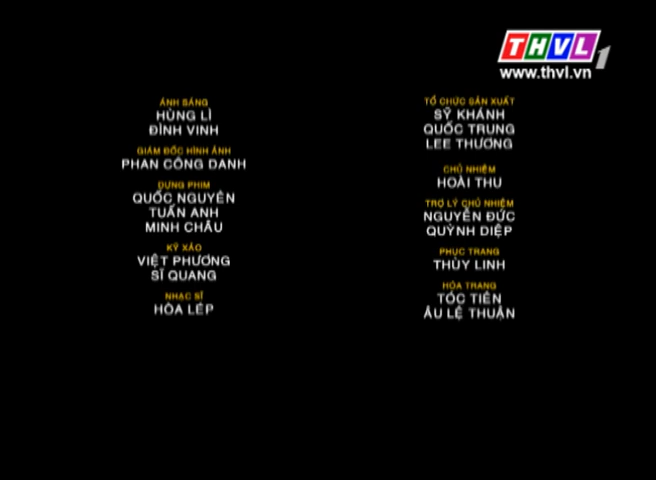 THVL1
www.thvl.vn
ÁNH SÁNG
HÙNG LÌ
ĐÌNH VINH
GIÁM ĐỐC HÌNH ẢNH
PHAN CÔNG DANH
DỰNG PHIM
QUỐC NGUYÊN
TUẤN ANH
MINH CHÂU
KỸ XẢO
VIỆT PHƯƠNG
SĨ QUANG
NHẠC SĨ
HÒA LÉP
TỔ CHỨC SẢN XUẤT
SỸ KHÁNH
QUỐC TRUNG
LEE THƯƠNG
CHỦ NHIỆM
HOÀI THU
TRỢ LÝ CHỦ NHIỆM
NGUYỄN ĐỨC
QUỲNH DIỆP
PHỤC TRANG
THÙY LINH
HÓA TRANG
TÓC TIÊN
ÂU LỆ THUẬN